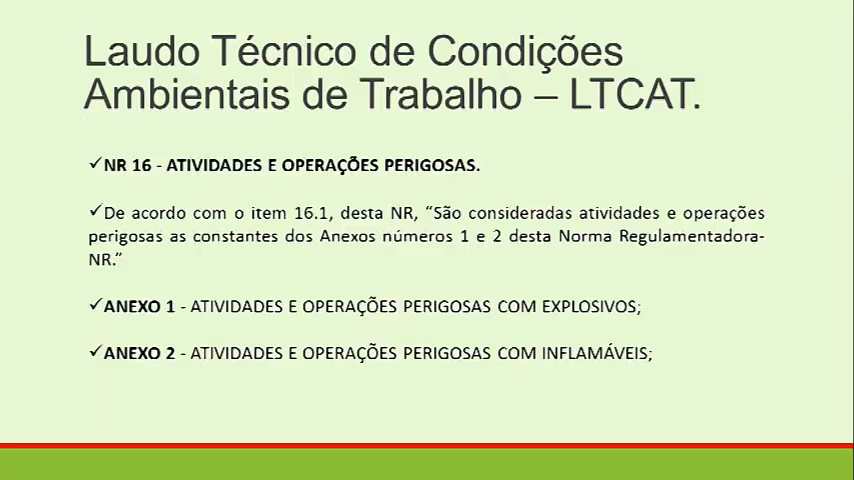 Laudo Técnico de Condições
Ambientais de Trabalho – LTCAT.
✓NR 16 - ATIVIDADES E OPERAÇÕES PERIGOSAS.
✓De acordo com o item 16.1, desta NR, “São consideradas atividades e operações
perigosas as constantes dos Anexos números 1 e 2 desta Norma Regulamentadora-
NR.”
✓ANEXO 1 - ATIVIDADES E OPERAÇÕES PERIGOSAS COM EXPLOSIVOS;
✓ANEXO 2 - ATIVIDADES E OPERAÇÕES PERIGOSAS COM INFLAMÁVEIS;